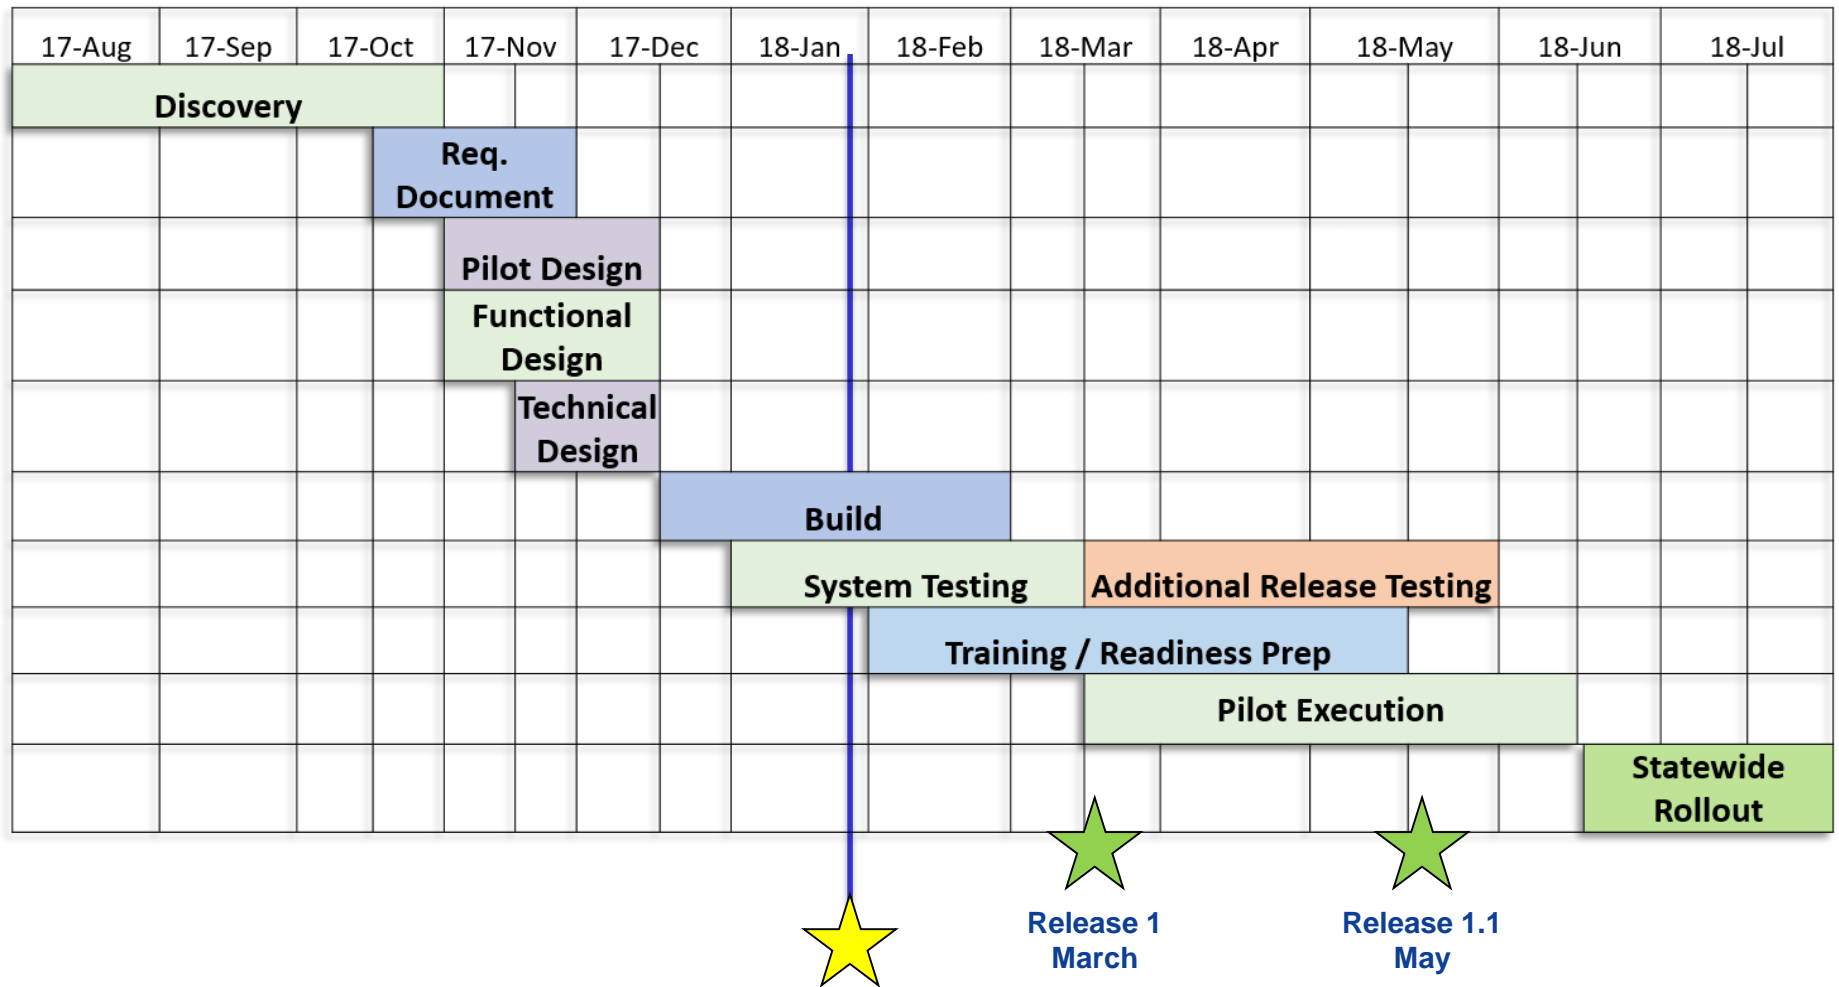 17-Aug 17-Sep 17-Oct 17-Nov 17-Dec 18-Jan 18-Feb 18-Mar 18-Apr 18-May 18-Jun 18-Jul
Discovery
Req.
Document
Pilot Design
Functional
Design
Technical
Design
Build
System Testing
Additional Release Testing
Training / Readiness Prep
Pilot Execution
Statewide
Rollout
Release 1
March
Release 1.1
May